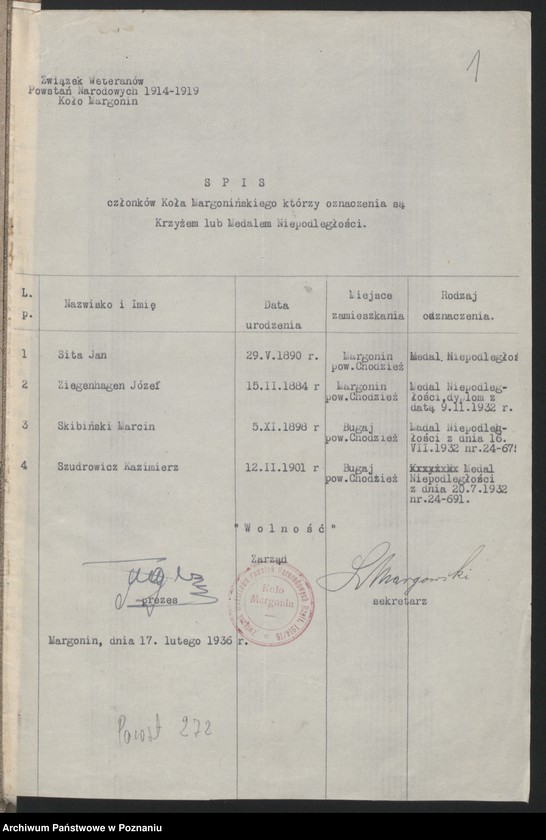 1
Związek Weteranów
Powstań Narodowych 1914-1919
Koło Margonin
S P I S
członków Koła Margonińskiego którzy oznaczenia są
Krzyżem lub Medalem Niepodległości.
L.p. Nazwisko i Imię Data urodzenia Miejsce zamieszkania Rodzaj odznaczenia.
1 Sita Jan 29.V.1890 r. Margonin pow.Chodzież Medal Niepodległoś
2 Ziegenhagen Józef 15.II.1884 r Margonin pow.Chodzież Medal Niepodleg-łości,dyplom z datą 9.11.1932 r.
3 Skibiński Marcin 5.XI.1898 r Bugaj pow.Chodzież Medal Niepodleg-łości z dnia 16.VII.1932 nr.24-675
4 Szudrowicz Kazimierz 12.II.1901 r Bugaj pow.Chodzież Medal Niepodległości z dnia 20.7.1932 nr.24-691.
"W o l n o ś ć"
Zarząd
prezes
Koło
Margonin
Margowski
sekretarz
Margonin, dnia 17. lutego 1936 r.
Powst 272
Archiwum Państwowe w Poznaniu